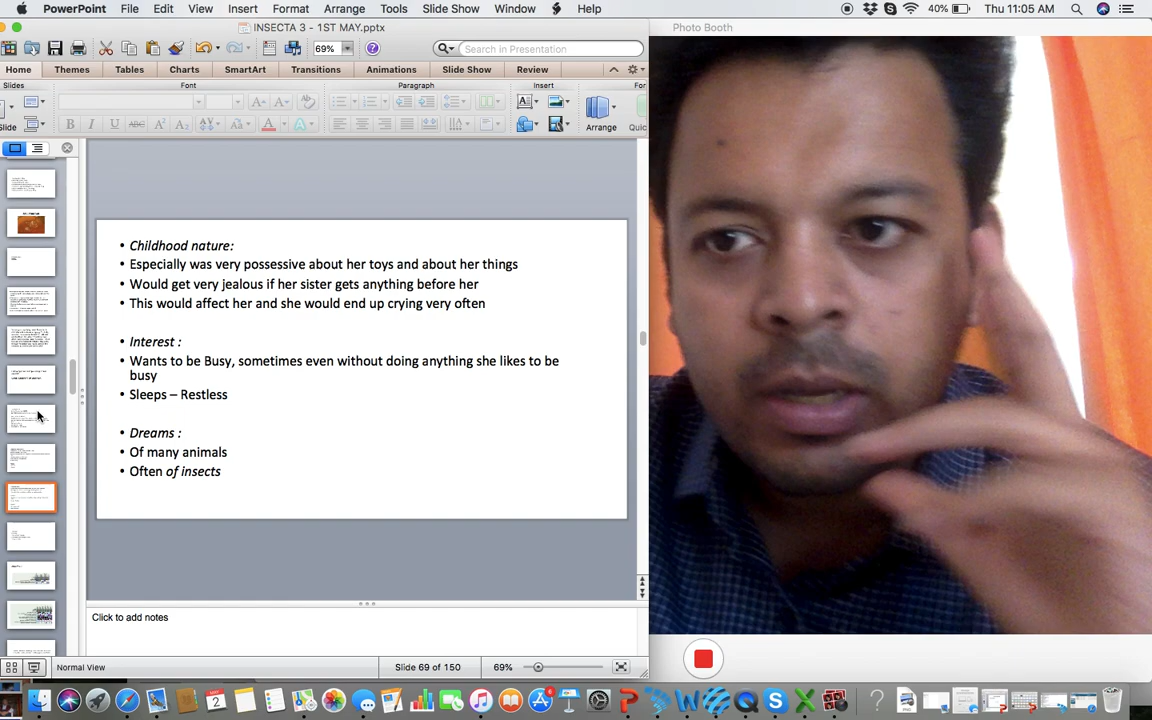 PowerPoint File Edit View Insert Format Arrange Tools Slide Show Window Help 40% Thu 11:05 AM
INSECTA 3 - 1ST MAY.pptx
Photo Booth
69%
Search in Presentation
Home Themes Tables Charts SmartArt Transitions Animations Slide Show Review
Slides Font Paragraph Insert
B I U ABC A² A₂ Aa A A
Arrange
• Childhood nature:
• Especially was very possessive about her toys and about her things
• Would get very jealous if her sister gets anything before her
• This would affect her and she would end up crying very often
• Interest :
• Wants to be Busy, sometimes even without doing anything she likes to be
busy
• Sleeps – Restless
• Dreams :
• Of many animals
• Often of insects
Click to add notes
Normal View Slide 69 of 150 69%